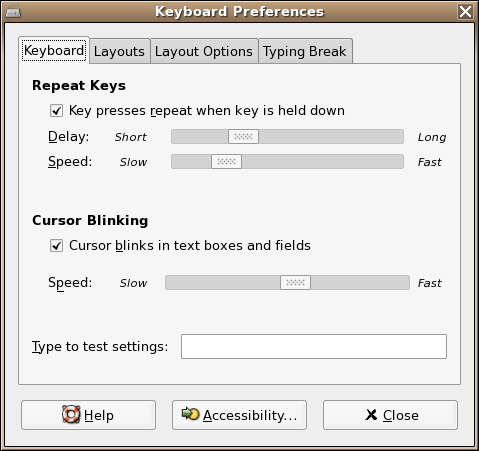 Keyboard Preferences
Keyboard Layouts Layout Options Typing Break
Repeat Keys
Key presses repeat when key is held down
Delay: Short Long
Speed: Slow Fast
Cursor Blinking
Cursor blinks in text boxes and fields
Speed: Slow Fast
Type to test settings:
Help Accessibility... Close